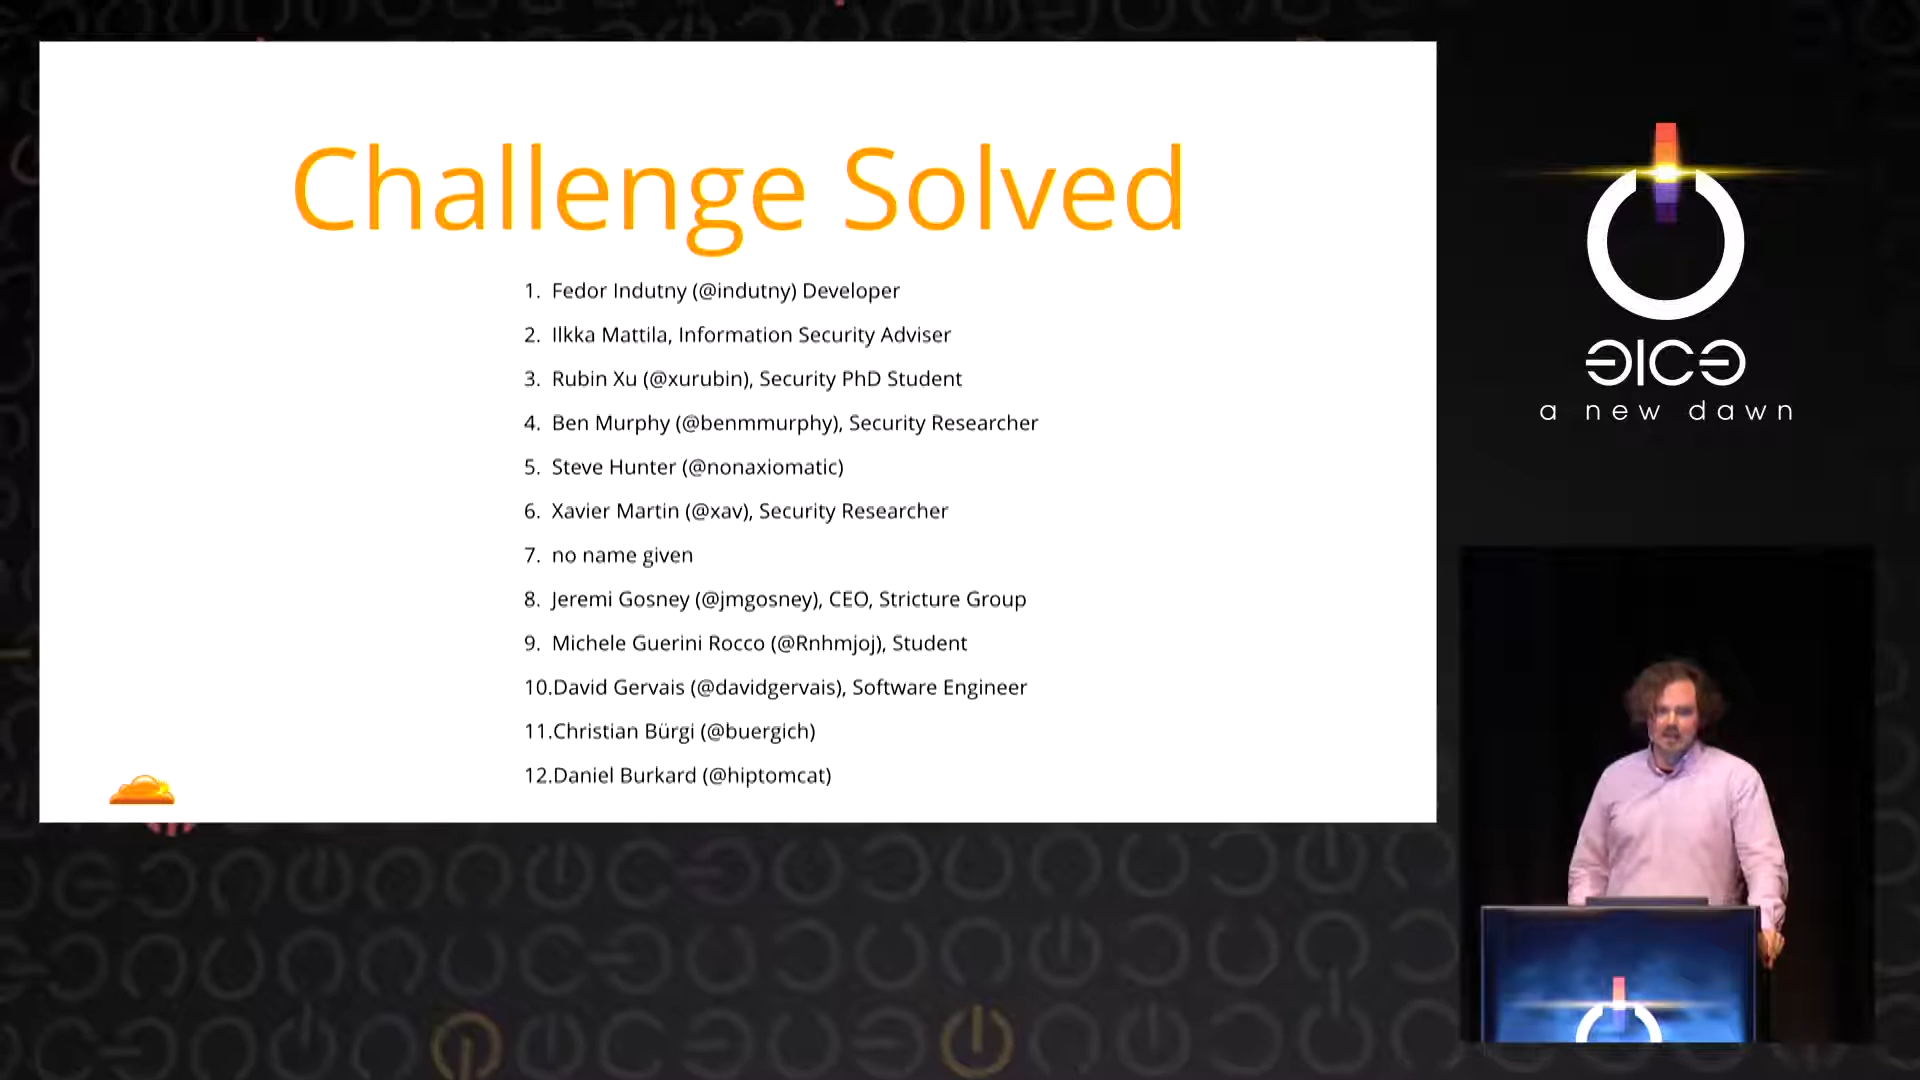 Challenge Solved
1. Fedor Indutny (@indutny) Developer
2. Ilkka Mattila, Information Security Adviser
3. Rubin Xu (@xurubin), Security PhD Student
4. Ben Murphy (@benmmurphy), Security Researcher
5. Steve Hunter (@nonaxiomatic)
6. Xavier Martin (@xav), Security Researcher
7. no name given
8. Jeremi Gosney (@jmgosney), CEO, Stricture Group
9. Michele Guerini Rocco (@Rnhmjoj), Student
10.David Gervais (@davidgervais), Software Engineer
11.Christian Bürgi (@buergich)
12.Daniel Burkard (@hiptomcat)
a new dawn